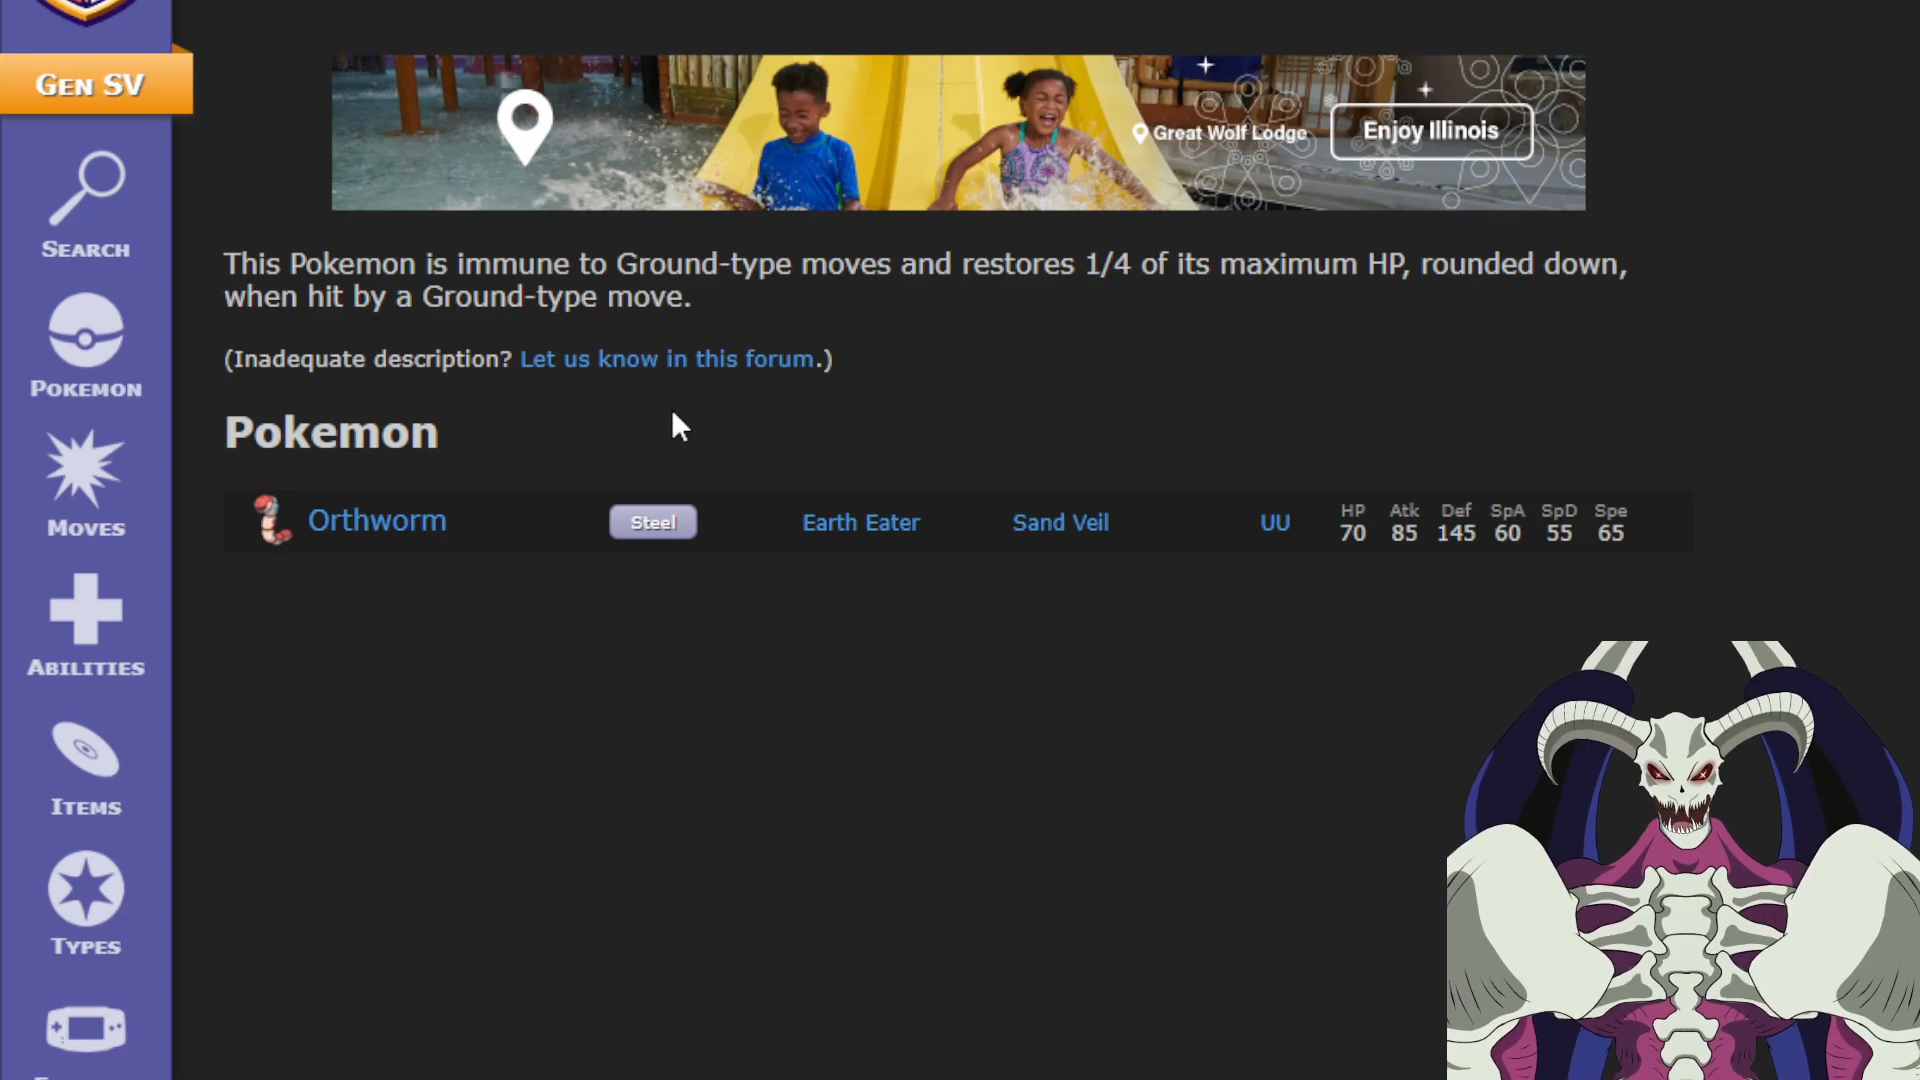 GEN SV
SEARCH
POKEMON
MOVES
ABILITIES
ITEMS
TYPES
Great Wolf Lodge
Enjoy Illinois
This Pokemon is immune to Ground-type moves and restores 1/4 of its maximum HP, rounded down,
when hit by a Ground-type move.
(Inadequate description? Let us know in this forum.)
Pokemon
Orthworm Steel Earth Eater Sand Veil UU
HP Atk Def SpA SpD Spe
70 85 145 60 55 65